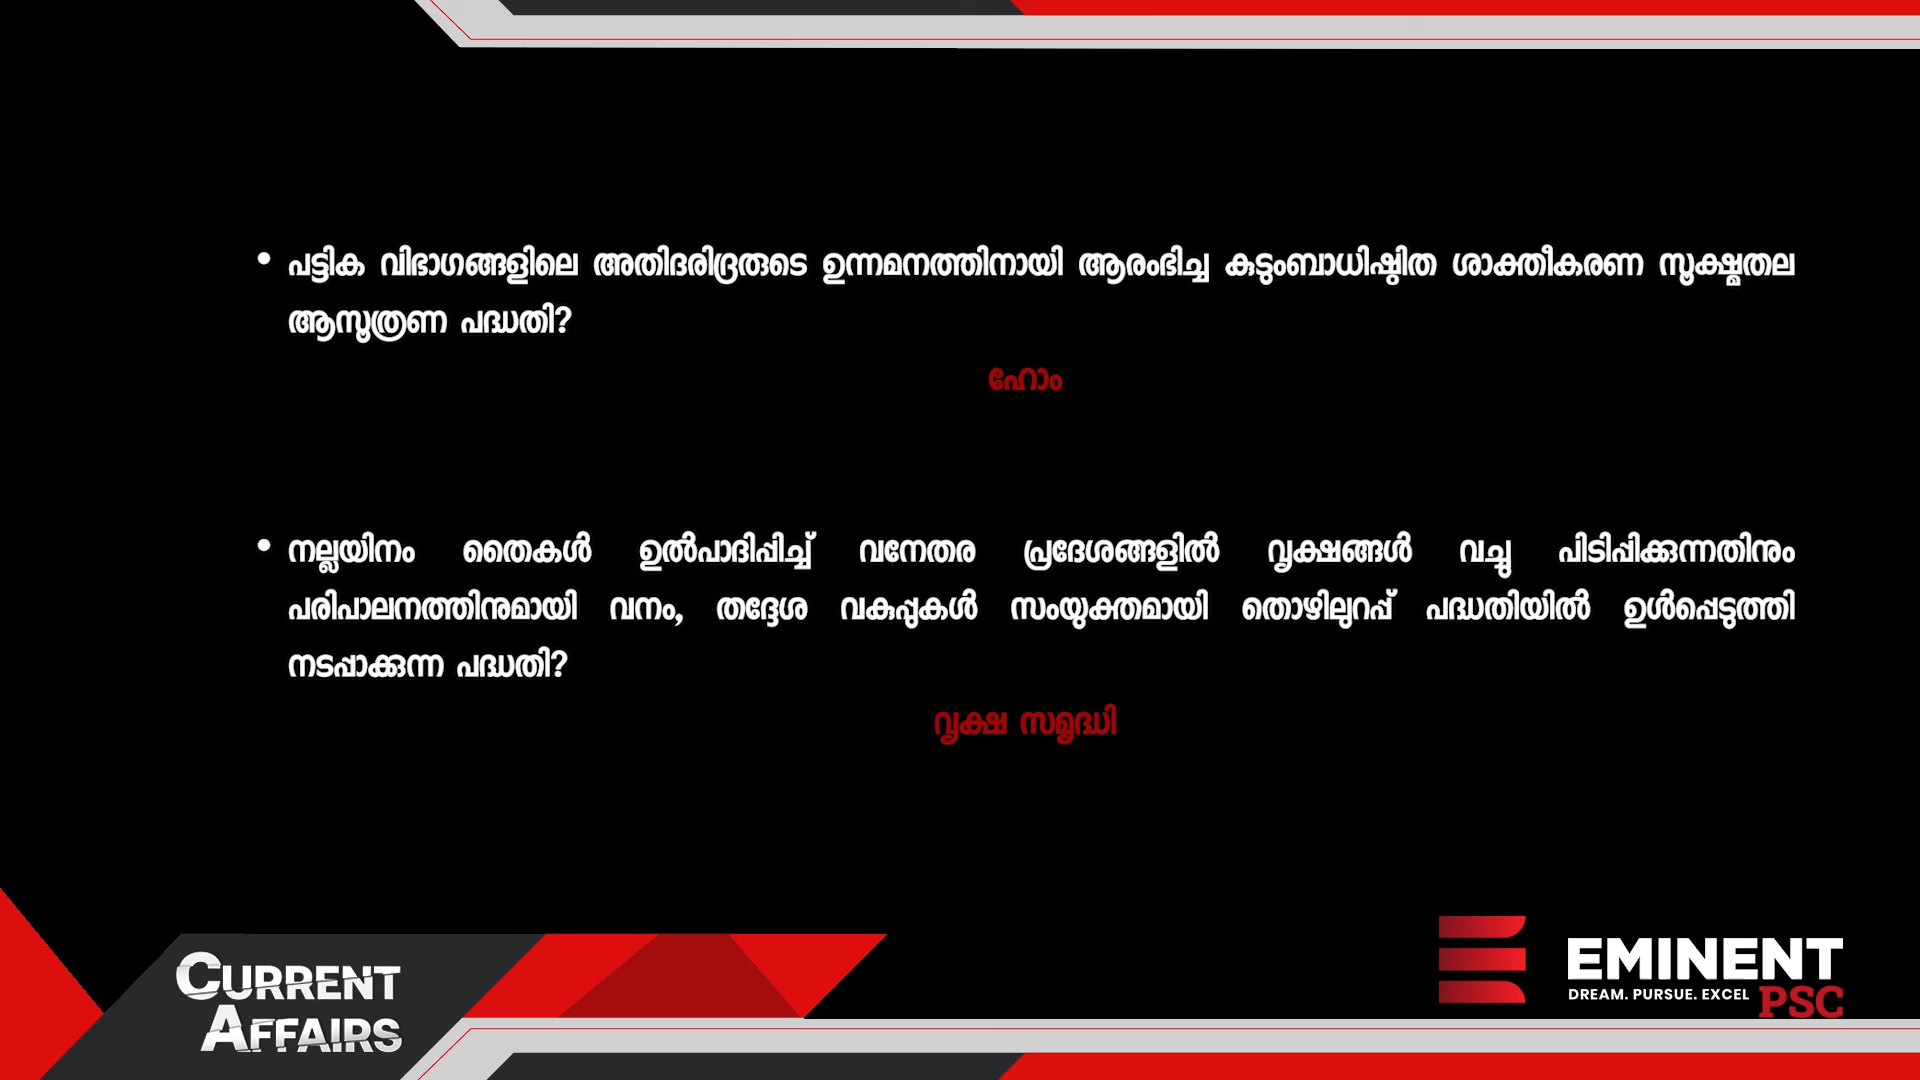 • പട്ടിക വിഭാഗങ്ങളിലെ അതിദരിദ്രരുടെ ഉന്നമനത്തിനായി ആരംഭിച്ച കുടുംബാധിഷ്ഠിത ശാക്തീകരണ സൂക്ഷ്മതല
ആസൂത്രണ പദ്ധതി?
ഹോം
• നല്ലയിനം തൈകൾ ഉൽപാദിപ്പിച്ച് വനേതര പ്രദേശങ്ങളിൽ വൃക്ഷങ്ങൾ വച്ചു പിടിപ്പിക്കുന്നതിനും
പരിപാലനത്തിനുമായി വനം, തദ്ദേശ വകുപ്പുകൾ സംയുക്തമായി തൊഴിലുറപ്പ് പദ്ധതിയിൽ ഉൾപ്പെടുത്തി
നടപ്പാക്കുന്ന പദ്ധതി?
വൃക്ഷ സമൃദ്ധി
CURRENT
AFFAIRS
EMINENT
DREAM. PURSUE. EXCEL PSC